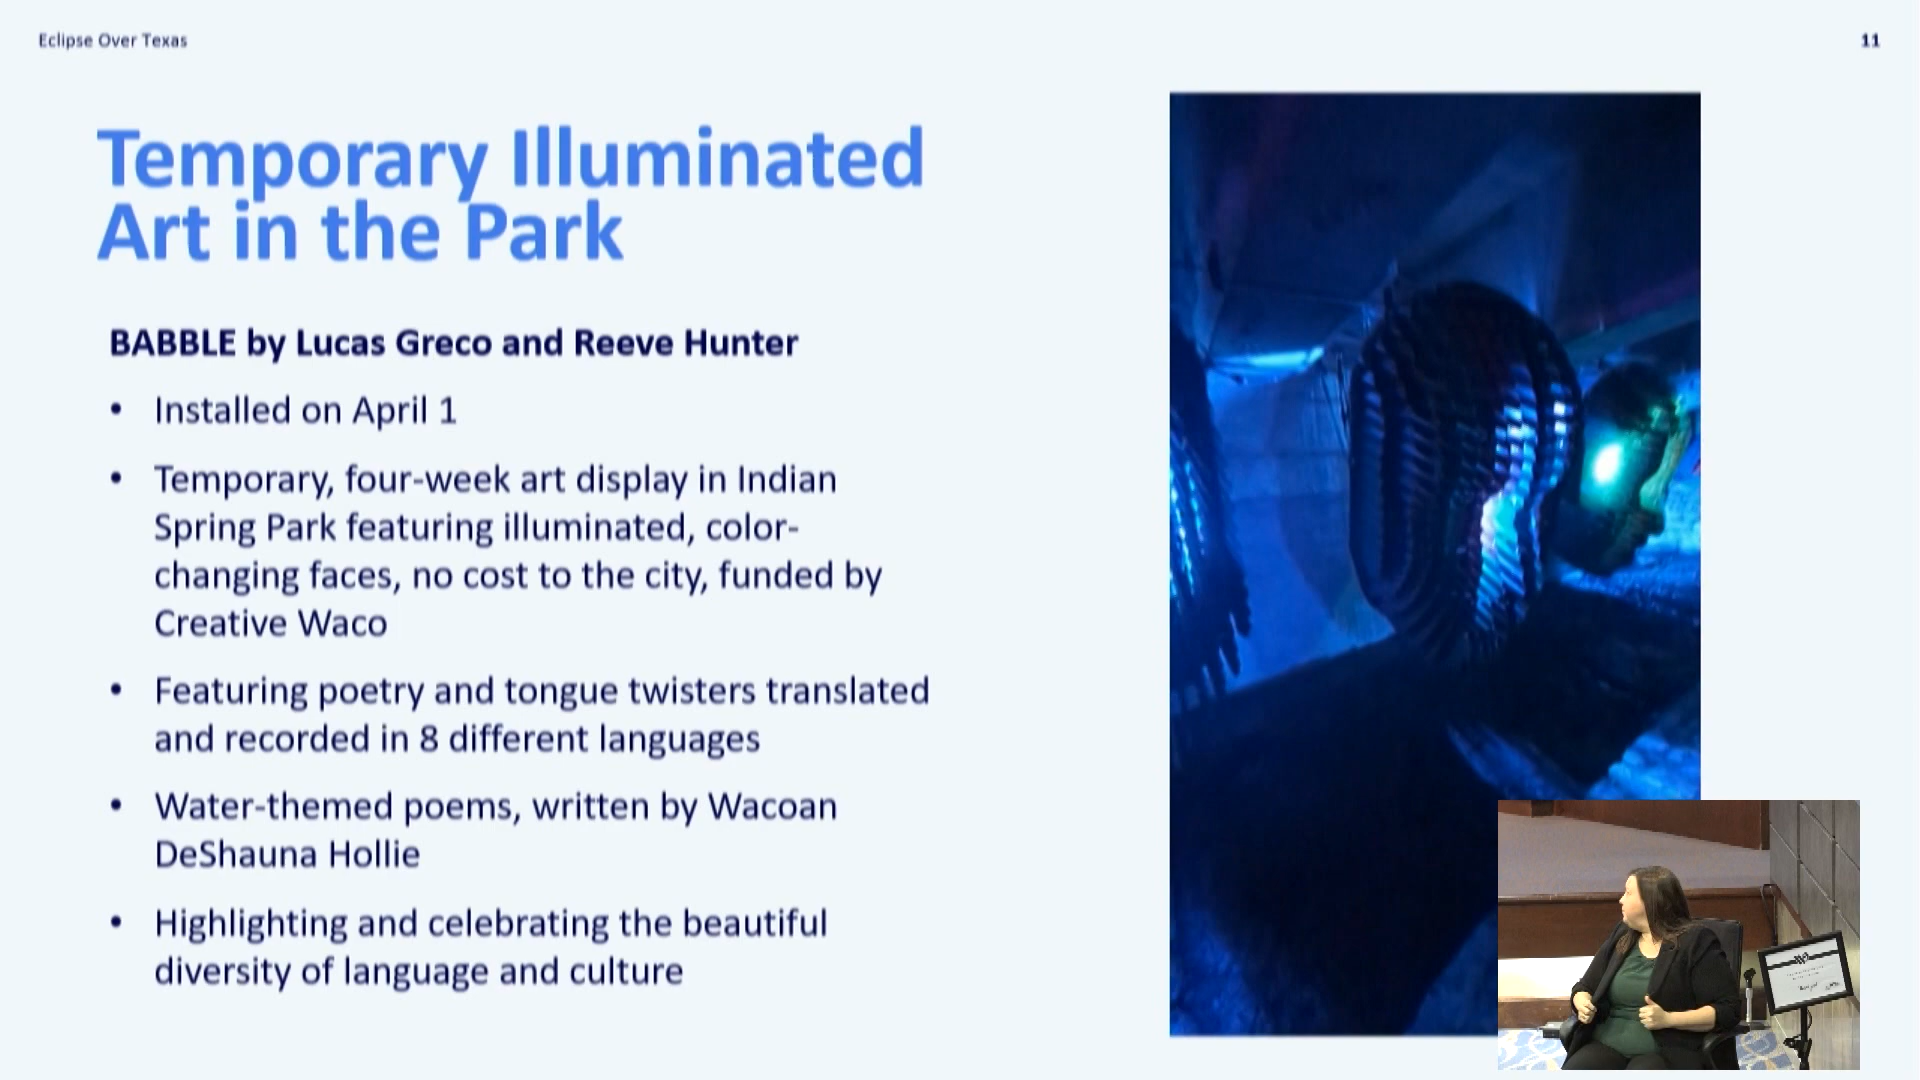 Eclipse Over Texas
11
Temporary Illuminated
Art in the Park
BABBLE by Lucas Greco and Reeve Hunter
• Installed on April 1
• Temporary, four-week art display in Indian
Spring Park featuring illuminated, color-
changing faces, no cost to the city, funded by
Creative Waco
• Featuring poetry and tongue twisters translated
and recorded in 8 different languages
• Water-themed poems, written by Wacoan
DeShauna Hollie
• Highlighting and celebrating the beautiful
diversity of language and culture